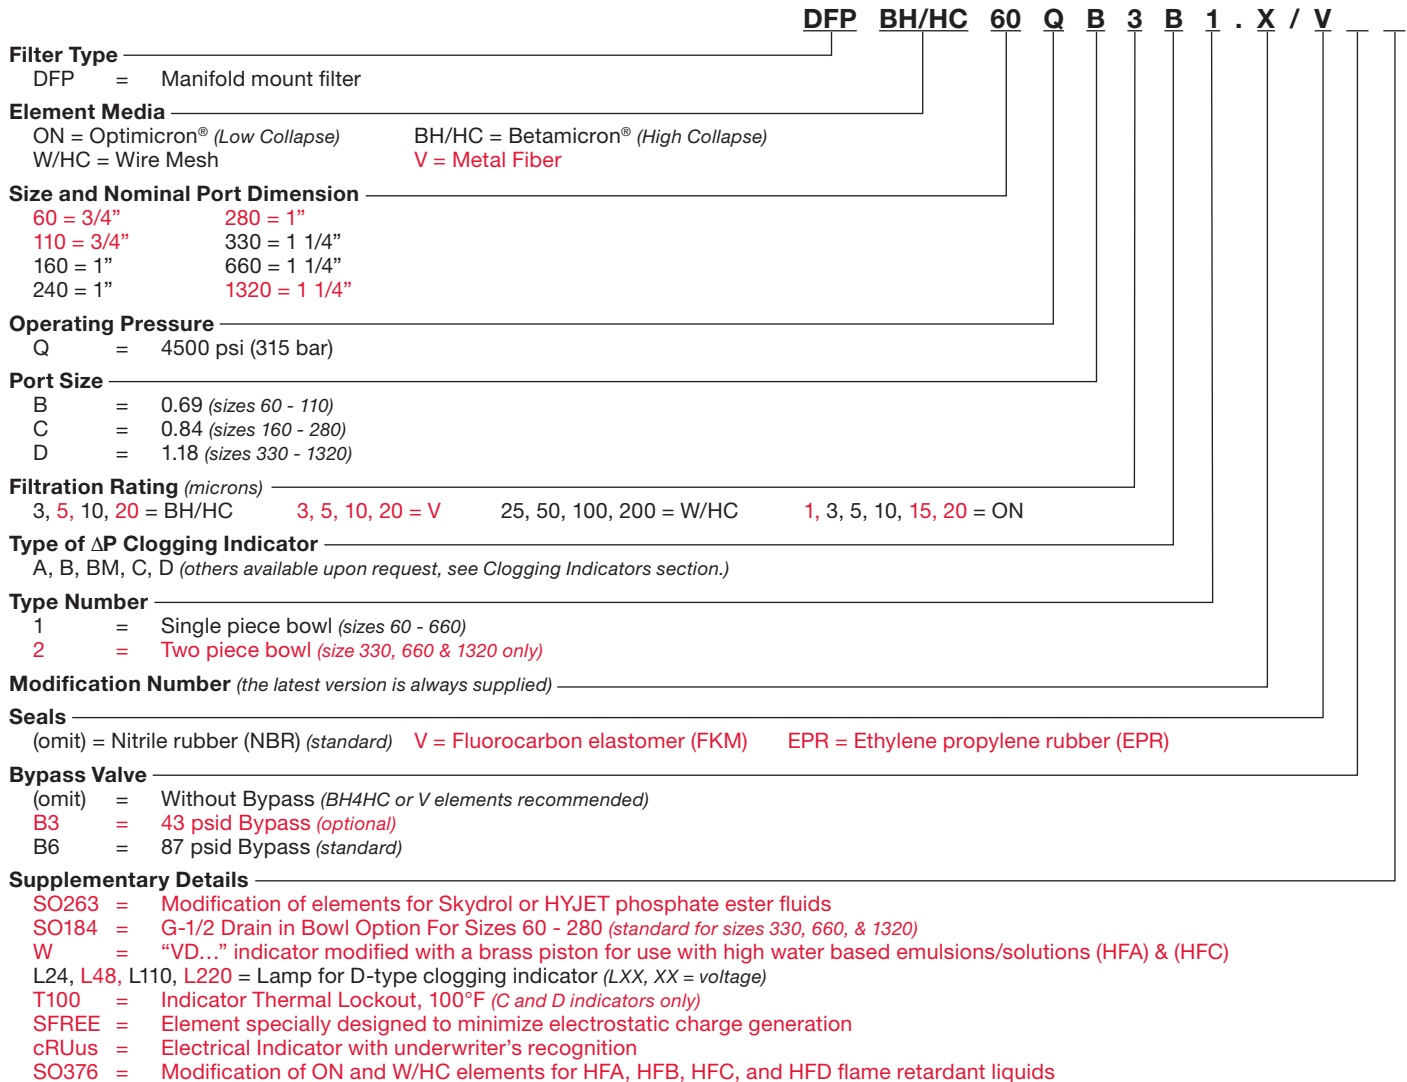 DFP BH/HC 60 Q B 3 B 1 . X / V __ __
Filter Type
DFP = Manifold mount filter
Element Media
ON = Optimicron® (Low Collapse) BH/HC = Betamicron® (High Collapse)
W/HC = Wire Mesh V = Metal Fiber
Size and Nominal Port Dimension
60 = 3/4” 280 = 1”
110 = 3/4” 330 = 1 1/4”
160 = 1” 660 = 1 1/4”
240 = 1” 1320 = 1 1/4”
Operating Pressure
Q = 4500 psi (315 bar)
Port Size
B = 0.69 (sizes 60 - 110)
C = 0.84 (sizes 160 - 280)
D = 1.18 (sizes 330 - 1320)
Filtration Rating (microns)
3, 5, 10, 20 = BH/HC 3, 5, 10, 20 = V 25, 50, 100, 200 = W/HC 1, 3, 5, 10, 15, 20 = ON
Type of ΔP Clogging Indicator
A, B, BM, C, D (others available upon request, see Clogging Indicators section.)
Type Number
1 = Single piece bowl (sizes 60 - 660)
2 = Two piece bowl (size 330, 660 & 1320 only)
Modification Number (the latest version is always supplied)
Seals
(omit) = Nitrile rubber (NBR) (standard) V = Fluorocarbon elastomer (FKM) EPR = Ethylene propylene rubber (EPR)
Bypass Valve
(omit) = Without Bypass (BH4HC or V elements recommended)
B3 = 43 psid Bypass (optional)
B6 = 87 psid Bypass (standard)
Supplementary Details
SO263 = Modification of elements for Skydrol or HYJET phosphate ester fluids
SO184 = G-1/2 Drain in Bowl Option For Sizes 60 - 280 (standard for sizes 330, 660, & 1320)
W = “VD…” indicator modified with a brass piston for use with high water based emulsions/solutions (HFA) & (HFC)
L24, L48, L110, L220 = Lamp for D-type clogging indicator (LXX, XX = voltage)
T100 = Indicator Thermal Lockout, 100°F (C and D indicators only)
SFREE = Element specially designed to minimize electrostatic charge generation
cRUus = Electrical Indicator with underwriter’s recognition
SO376 = Modification of ON and W/HC elements for HFA, HFB, HFC, and HFD flame retardant liquids